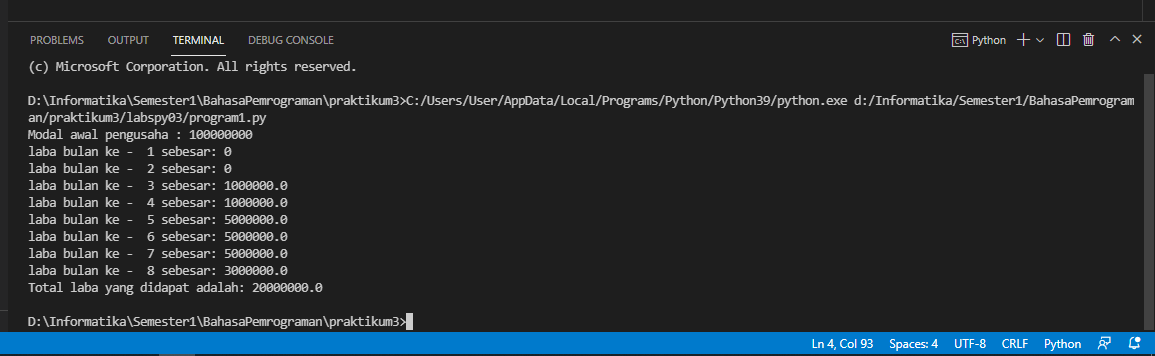 PROBLEMS OUTPUT TERMINAL DEBUG CONSOLE Python
(c) Microsoft Corporation. All rights reserved.
D:\Informatika\Semester1\BahasaPemrograman\praktikum3>C:/Users/User/AppData/Local/Programs/Python/Python39/python.exe d:/Informatika/Semester1/BahasaPemrogram
an/praktikum3/labspy03/program1.py
Modal awal pengusaha : 100000000
laba bulan ke -  1 sebesar: 0
laba bulan ke -  2 sebesar: 0
laba bulan ke -  3 sebesar: 1000000.0
laba bulan ke -  4 sebesar: 1000000.0
laba bulan ke -  5 sebesar: 5000000.0
laba bulan ke -  6 sebesar: 5000000.0
laba bulan ke -  7 sebesar: 5000000.0
laba bulan ke -  8 sebesar: 3000000.0
Total laba yang didapat adalah: 20000000.0
D:\Informatika\Semester1\BahasaPemrograman\praktikum3>
Ln 4, Col 93 Spaces: 4 UTF-8 CRLF Python